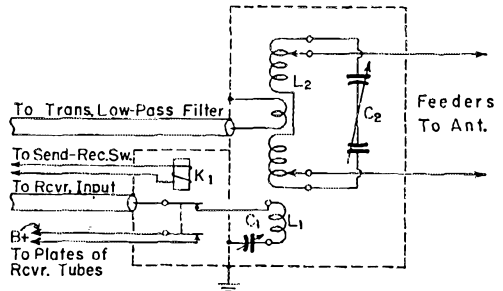 To Trans. Low-Pass Filter
To Send-Rec. Sw.
K1
To Rcvr. Input
B+
To Plates of
Rcvr. Tubes
L2
C2
Feeders
To Ant.
C1
L1